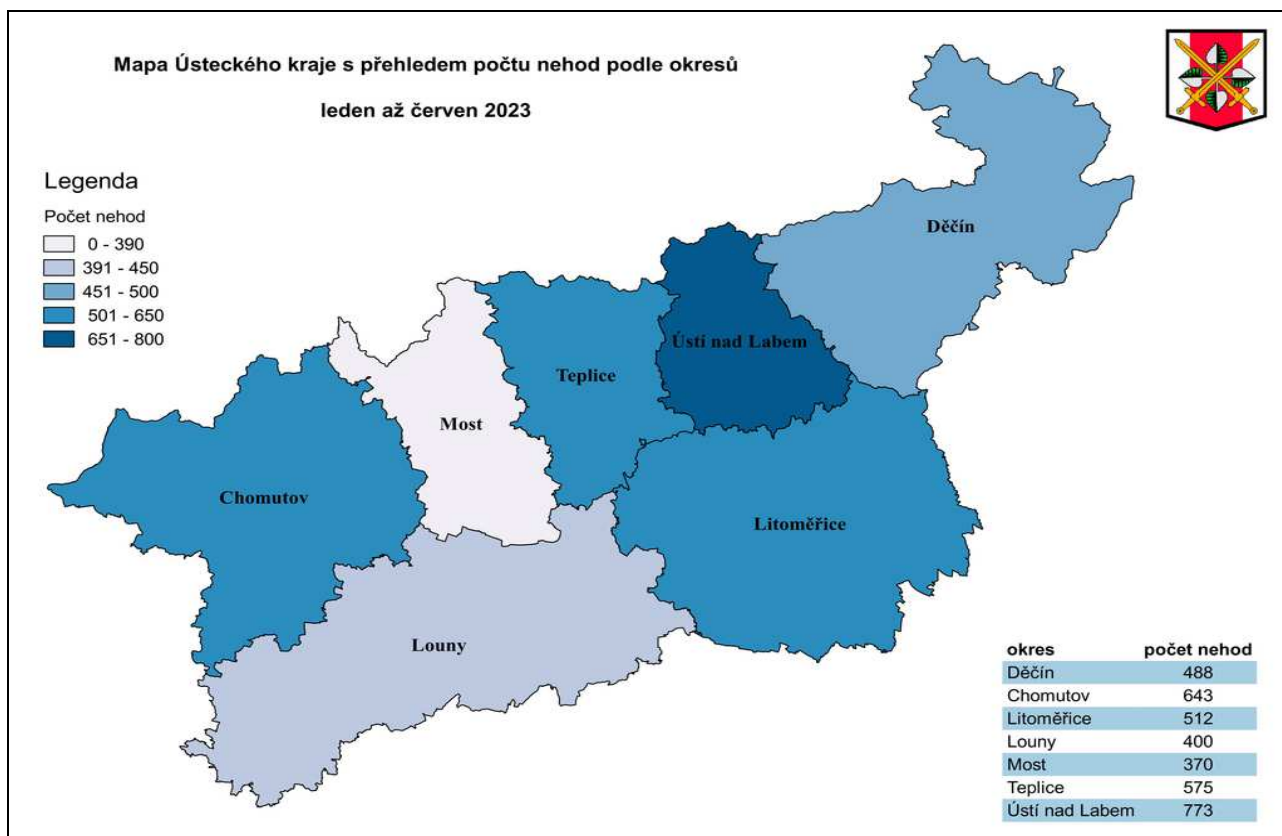 Mapa Ústeckého kraje s přehledem počtu nehod podle okresů
leden až červen 2023
Legenda
Počet nehod
0 - 390
391 - 450
451 - 500
501 - 650
651 - 800
Děčín
Ústí nad Labem
Teplice
Most
Chomutov
Litoměřice
Louny
okres počet nehod
Děčín 488
Chomutov 643
Litoměřice 512
Louny 400
Most 370
Teplice 575
Ústí nad Labem 773